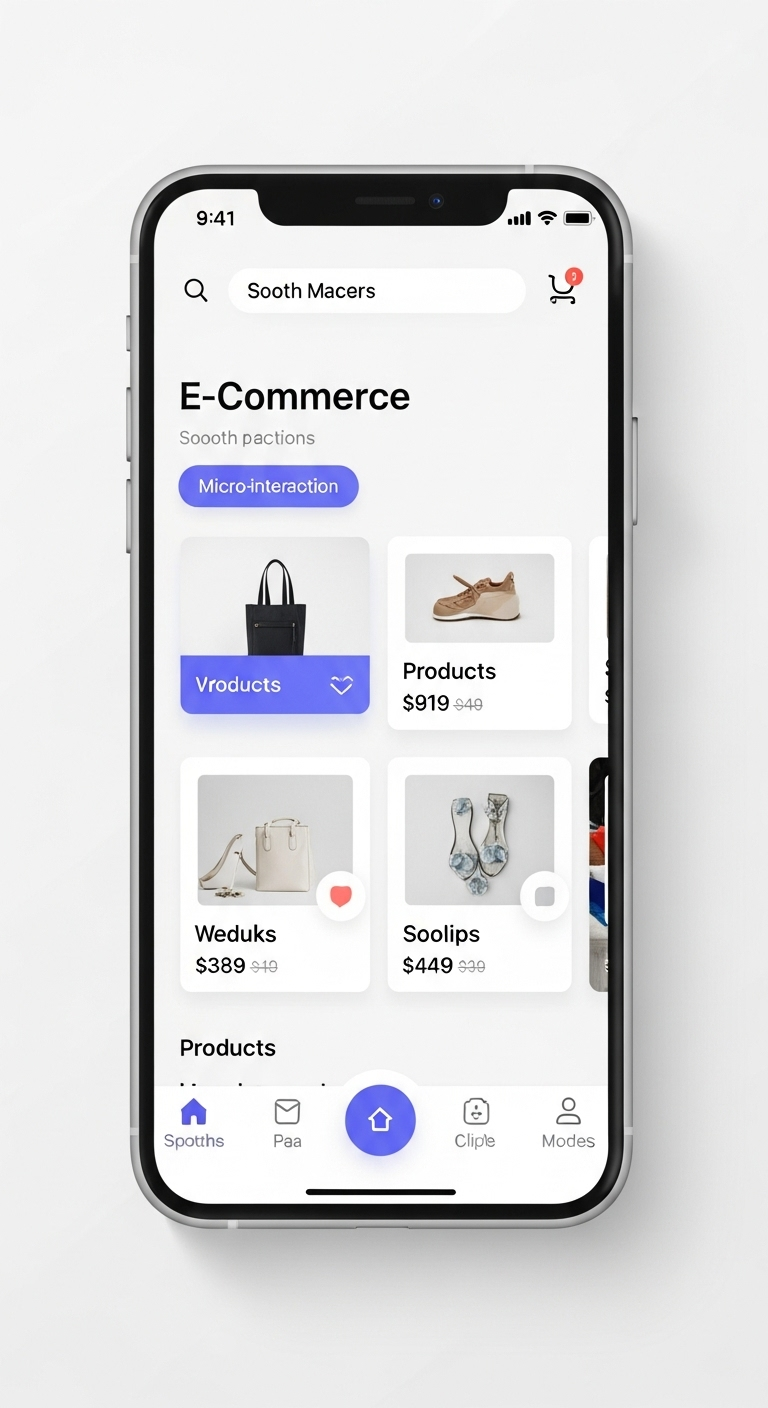 9:41
Sooth Macers
E-Commerce
Soooth pactions
Micro-interaction
Vroducts
Products
$919 $49
Weduks
$389 $19
Soolips
$449 $39
Products
Spotths
Paa
Cliple
Modes